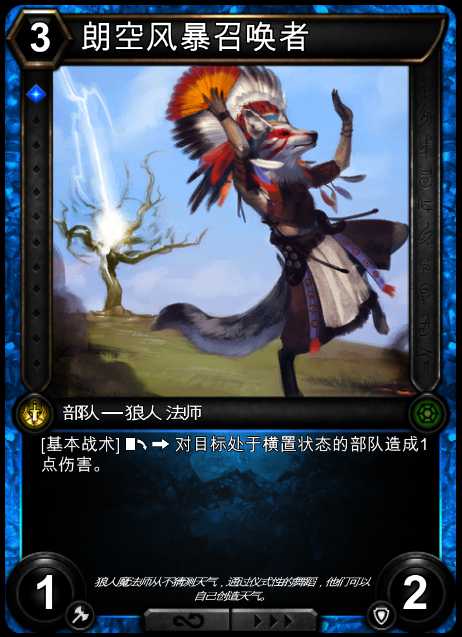 3
朗空风暴召唤者
部队 — 狼人 法师
[基本战术] 对目标处于横置状态的部队造成1
点伤害。
狼人魔法师从不猜测天气，通过仪式性的舞蹈，他们可以
自己创造天气。
1
2